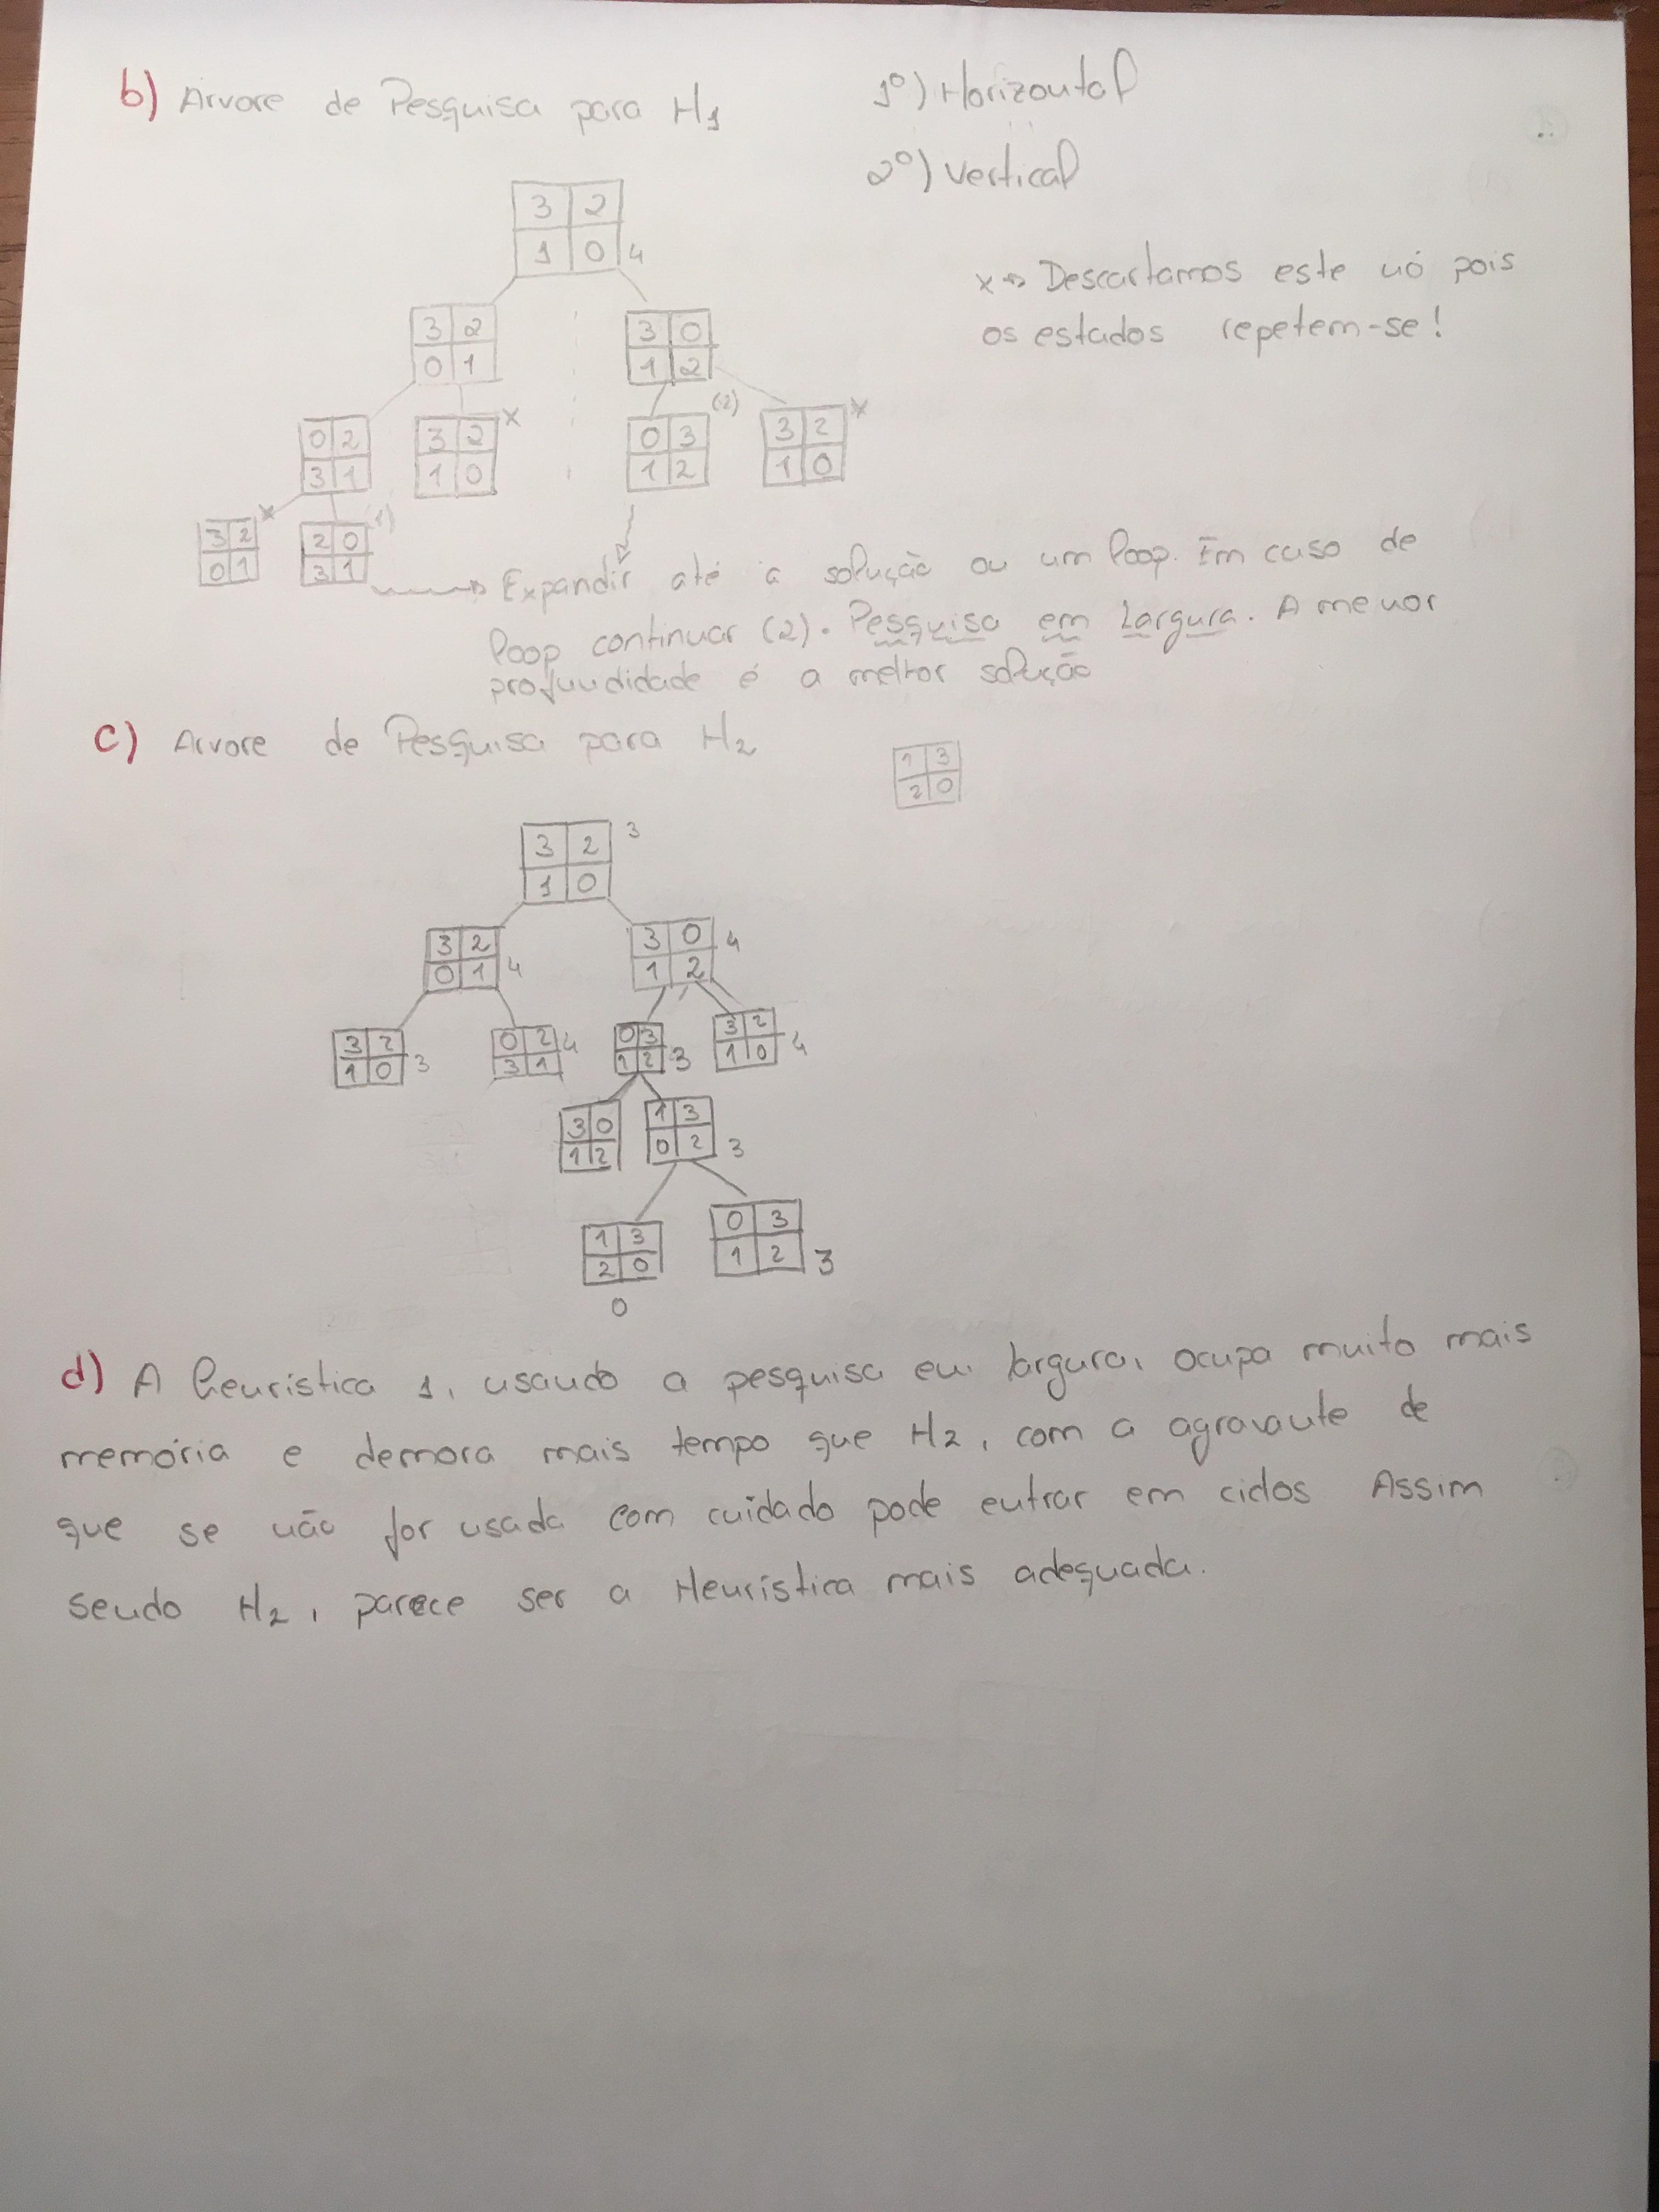 b) Arvore de Pesquisa para H1
1º) Horizontal
2º) Vertical
3 2
1 0 4
x → Descartamos este nó pois
os estados repetem-se!
3 2
0 1
3 0
1 2
0 2
3 1
3 2 x
1 0
0 3 (2)
1 2
3 2 x
1 0
3 2 x
0 1
2 0 (1)
3 1
Expandir até a solução ou um loop. Em caso de
loop continuar (2). Pesquisa em Largura. A menor
profundidade é a melhor solução
c) Arvore de Pesquisa para H2
1 3
2 0
3 2 3
1 0
3 2
0 1 4
3 0 4
1 2
3 2
1 0 3
0 2 4
3 1
0 3
1 2 3
3 2
1 0 4
3 0
1 2
1 3
0 2 3
1 3
2 0
0
0 3
1 2 3
d) A heuristica 1, usando a pesquisa em largura, ocupa muito mais
memória e demora mais tempo que H2, com a agravante de
que se não for usada com cuidado pode entrar em ciclos Assim
sendo H2, parece ser a Heurística mais adequada.